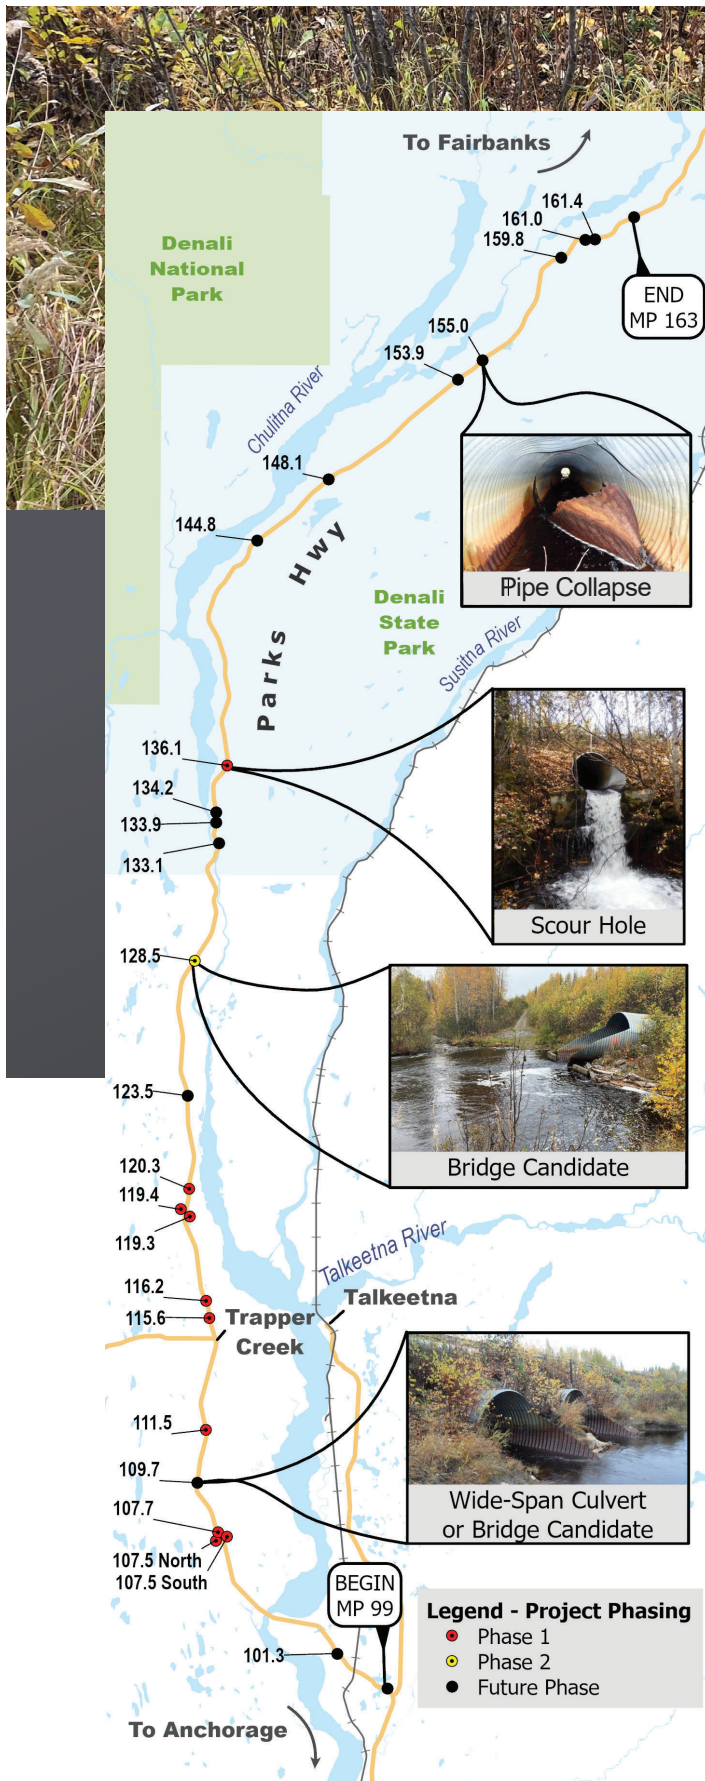 To Fairbanks
161.4
161.0
159.8
Denali
National
Park
END
MP 163
155.0
153.9
Chulitna River
148.1
Pipe Collapse
144.8
Parks Hwy
Denali
State
Park
Susitna River
136.1
134.2
133.9
133.1
Scour Hole
128.5
123.5
Bridge Candidate
120.3
119.4
119.3
Talkeetna River
116.2
115.6
Talkeetna
Trapper
Creek
111.5
109.7
Wide-Span Culvert
or Bridge Candidate
107.7
107.5 North
107.5 South
BEGIN
MP 99
101.3
Legend - Project Phasing
Phase 1
Phase 2
Future Phase
To Anchorage